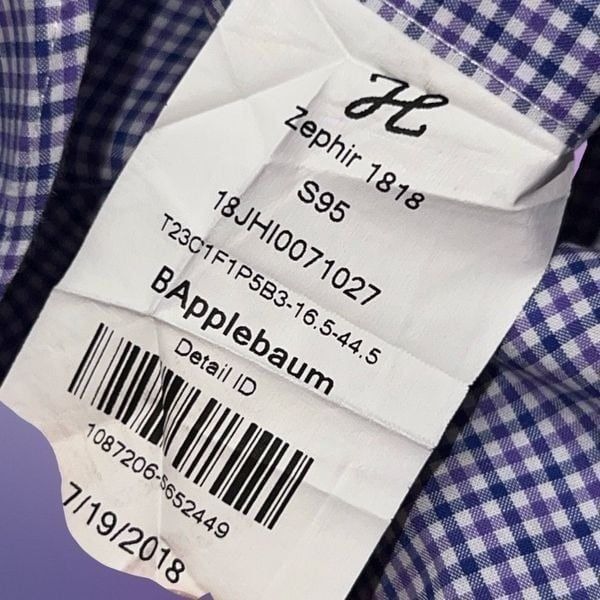 H
Zephir 1818
S95
18JHI0071027
T23C1F1P5B3-16.5-44.5
BApplebaum
Detail ID
1087206-5652449
7/19/2018